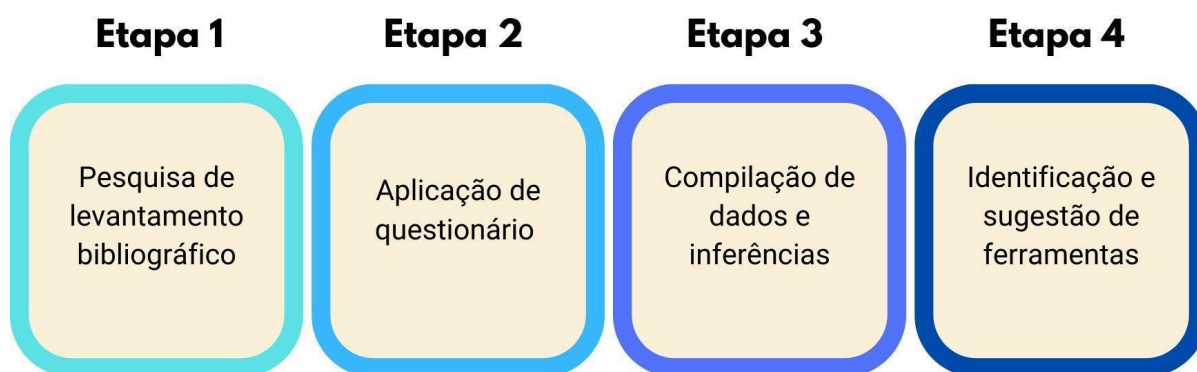 Etapa 1
Etapa 2
Etapa 3
Etapa 4
Pesquisa de
levantamento
bibliográfico
Aplicação de
questionário
Compilação de
dados e
inferências
Identificação e
sugestão de
ferramentas